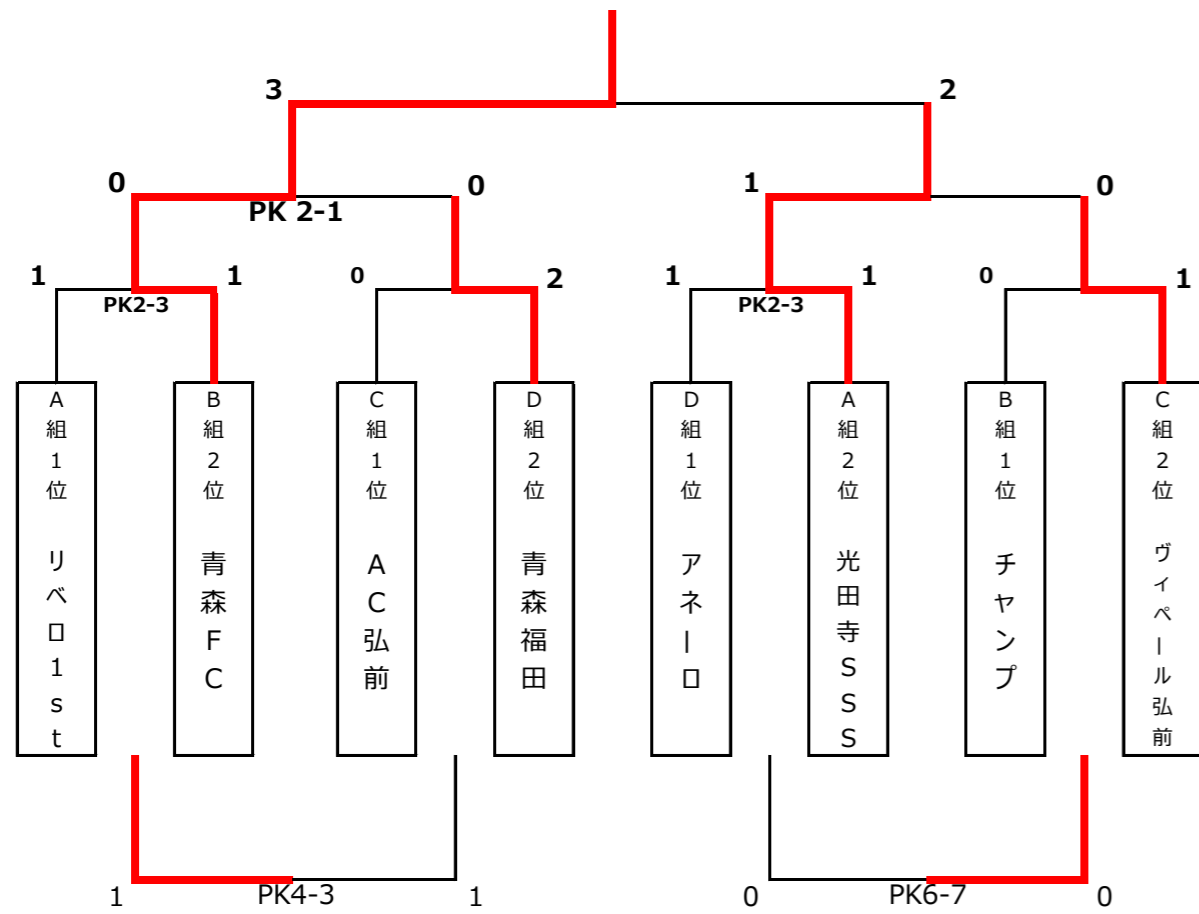 3
2
0
0
1
0
PK 2-1
1
1
0
2
1
1
0
1
PK2-3
PK2-3
A組1位 リベロ1st
B組2位 青森FC
C組1位 AC弘前
D組2位 青森福田
D組1位 アネーロ
A組2位 光田寺SSS
B組1位 チャンプ
C組2位 ヴィペール弘前
1
PK4-3
1
0
PK6-7
0